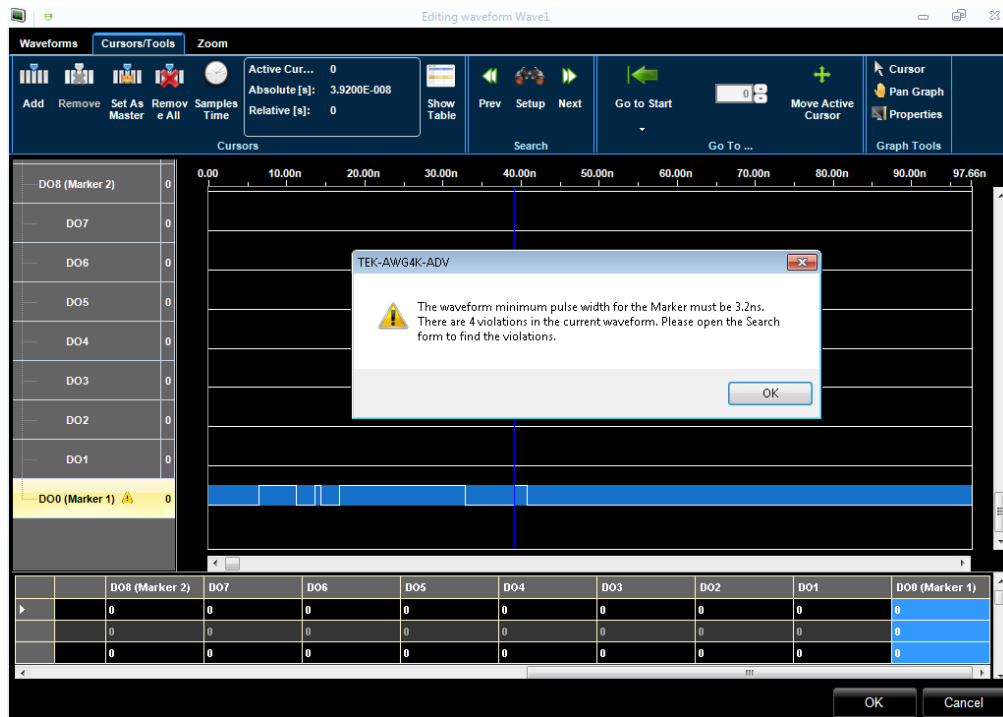 Editing waveform Wave1
Waveforms Cursors/Tools Zoom
Add Remove Set As Master Remov e All Samples Time
Active Cur... 0
Absolute [s]: 3.9200E-008
Relative [s]: 0
Show Table
Cursors
Prev Setup Next
Search
Go to Start 0 Move Active Cursor
Go To ...
Cursor
Pan Graph
Properties
Graph Tools
0.00 10.00n 20.00n 30.00n 40.00n 50.00n 60.00n 70.00n 80.00n 90.00n 97.66n
DO8 (Marker 2) 0
DO7 0
DO6 0
DO5 0
DO4 0
DO3 0
DO2 0
DO1 0
DO0 (Marker 1) 0
TEK-AWG4K-ADV
The waveform minimum pulse width for the Marker must be 3.2ns.
There are 4 violations in the current waveform. Please open the Search
form to find the violations.
OK
DO8 (Marker 2) DO7 DO6 DO5 DO4 DO3 DO2 DO1 DO0 (Marker 1)
0 0 0 0 0 0 0 0 0
0 0 0 0 0 0 0 0 0
0 0 0 0 0 0 0 0 0
OK Cancel